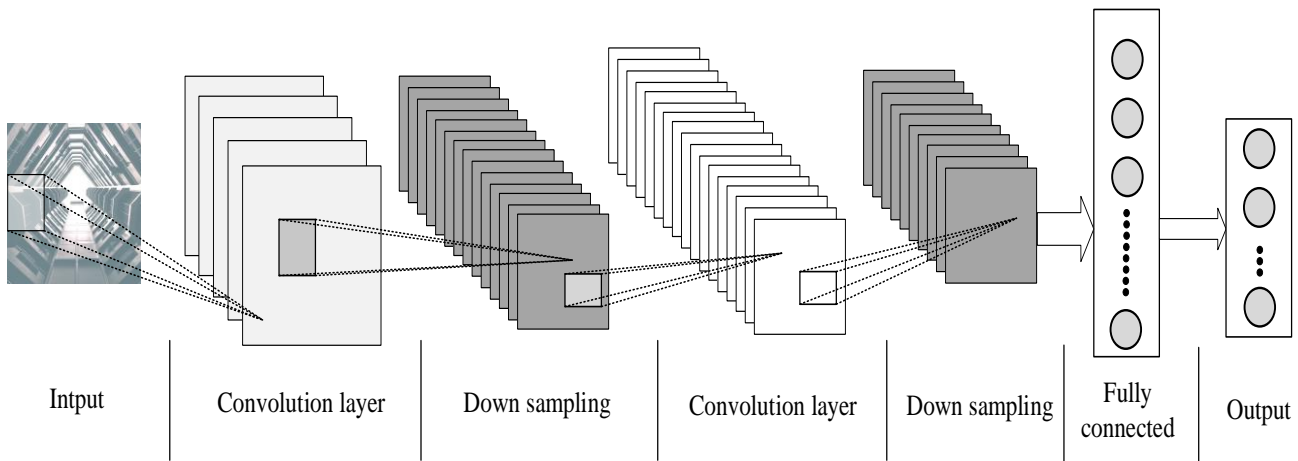 Intput
Convolution layer
Down sampling
Convolution layer
Down sampling
Fully
connected
Output